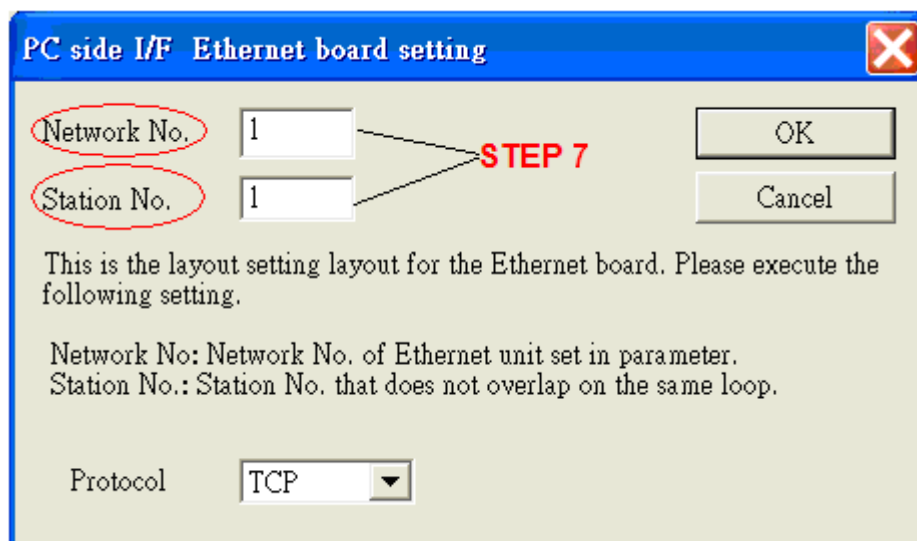 PC side I/F Ethernet board setting
Network No. 1
STEP 7
OK
Station No. 1
Cancel
This is the layout setting layout for the Ethernet board. Please execute the
following setting.
Network No: Network No. of Ethernet unit set in parameter.
Station No.: Station No. that does not overlap on the same loop.
Protocol TCP